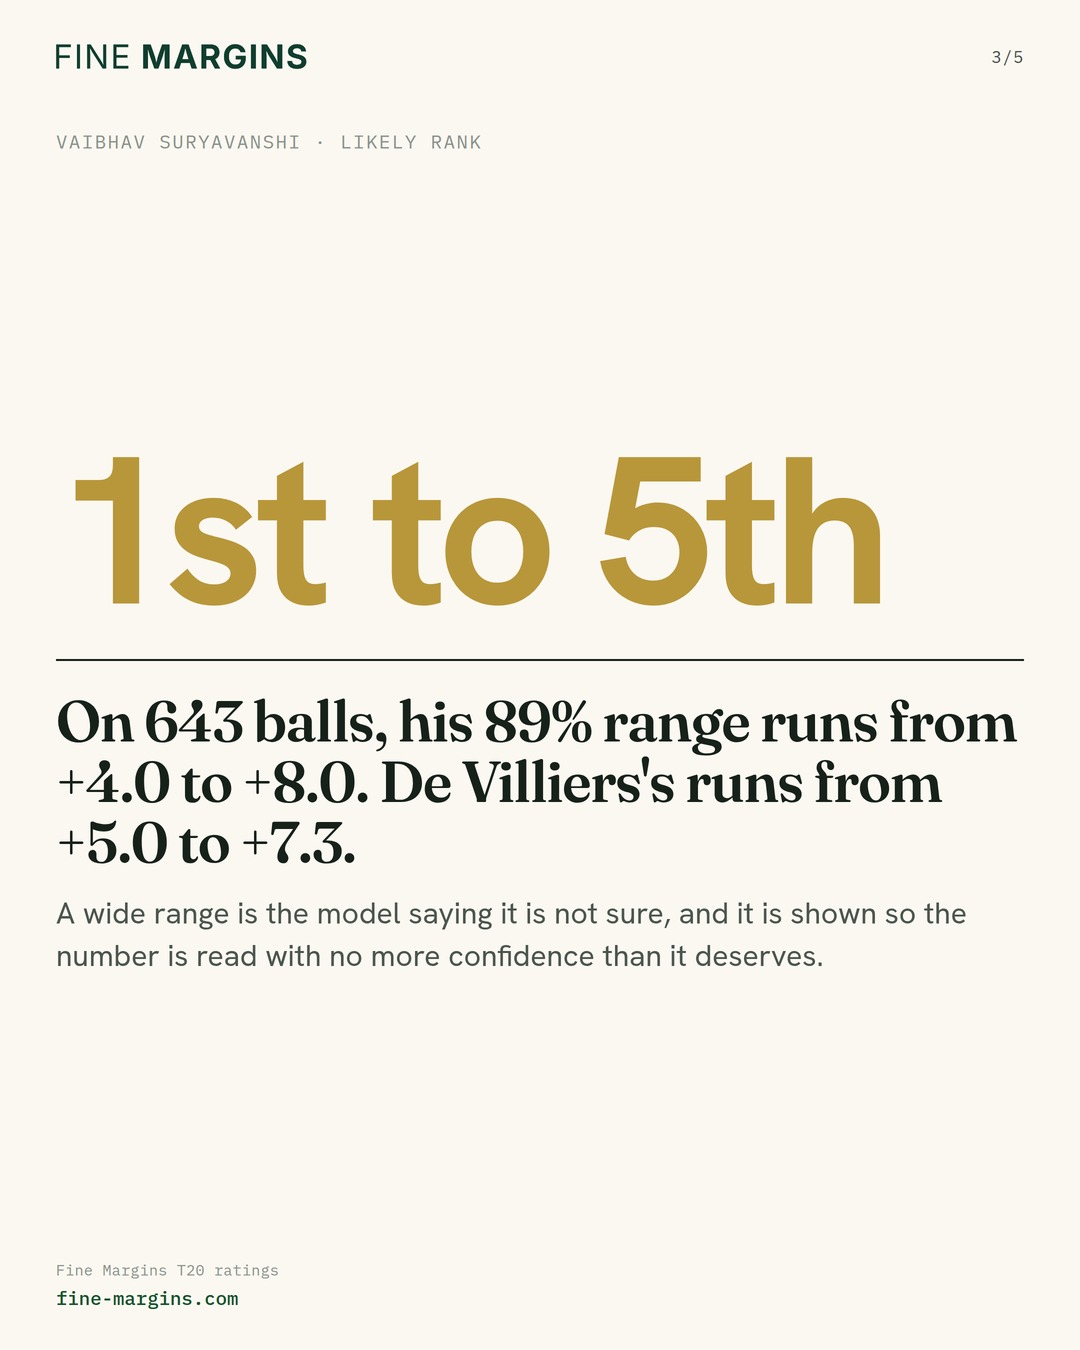 FINE MARGINS
3/5
VAIBHAV SURYAVANSHI · LIKELY RANK
1st to 5th
On 643 balls, his 89% range runs from
+4.0 to +8.0. De Villiers's runs from
+5.0 to +7.3.
A wide range is the model saying it is not sure, and it is shown so the
number is read with no more confidence than it deserves.
Fine Margins T20 ratings
fine-margins.com